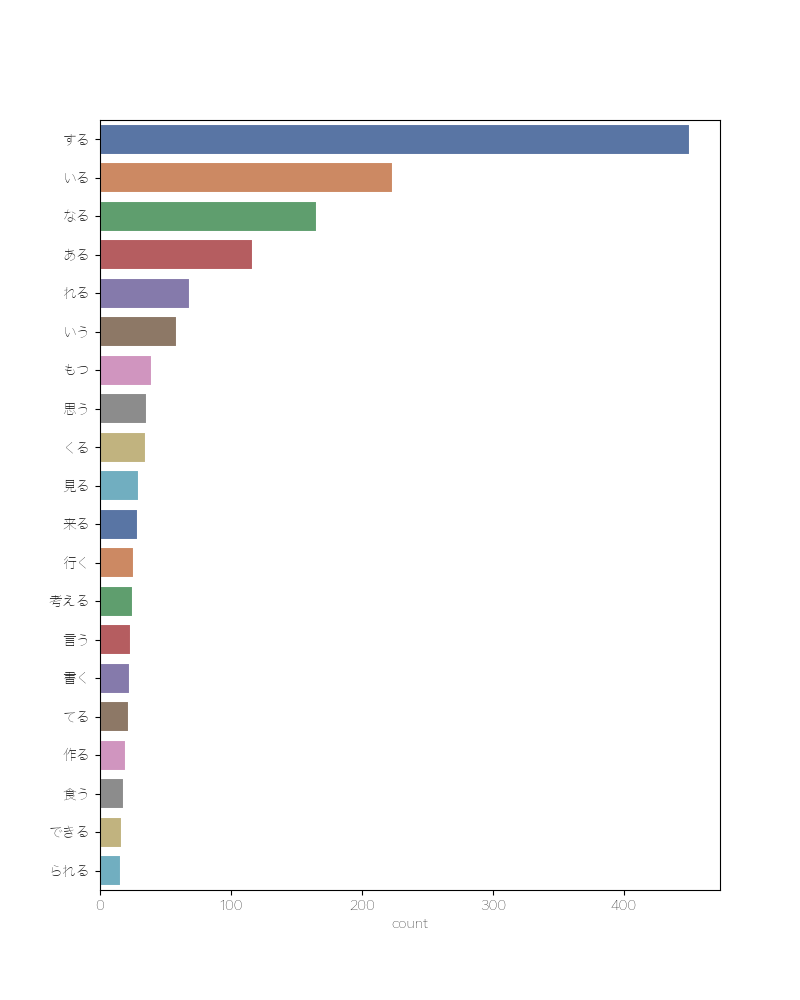 する
いる
なる
ある
れる
いう
もつ
思う
くる
見る
来る
行く
考える
言う
書く
てる
作る
食う
できる
られる
0 100 200 300 400
count